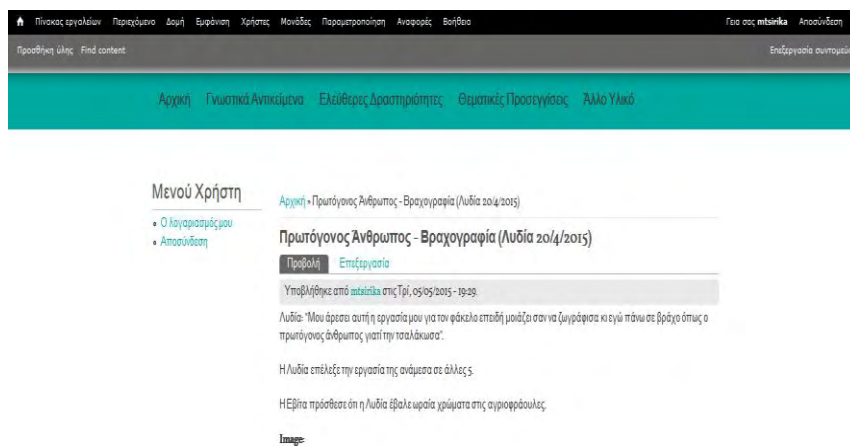 Πίνακας εργαλείων Περιεχόμενο Δομή Εμφάνιση Χρήστες Μονάδες Παραμετροποίηση Αναφορές Βοήθεια Γεια σας mtsirika Αποσύνδεση
Προσθήκη ύλης Find content Επεξεργασία συντομεύ
Αρχική Γνωστικά Αντικείμενα Ελεύθερες Δραστηριότητες Θεματικές Προσεγγίσεις Άλλο Υλικό
Μενού Χρήστη
Ο λογαριασμός μου
Αποσύνδεση
Αρχική » Πρωτόγονος Άνθρωπος - Βραχογραφία (Λυδία 20/4/2015)
Πρωτόγονος Άνθρωπος - Βραχογραφία (Λυδία 20/4/2015)
Προβολή Επεξεργασία
Υποβλήθηκε από mtsirika στις Τρί, 05/05/2015 - 19:29.
Λυδία: "Μου άρεσει αυτή η εργασία μου για τον φάκελο επειδή μοιάζει σαν να ζωγράφισα κι εγώ πάνω σε βράχο όπως ο
πρωτόγονος άνθρωπος γιατί την τσαλάκωσα".
Η Λυδία επέλεξε την εργασία της ανάμεσα σε άλλες 5.
Η Εβίτα πρόσθεσε ότι η Λυδία έβαλε ωραία χρώματα στις αγριοφράουλες.
Image: